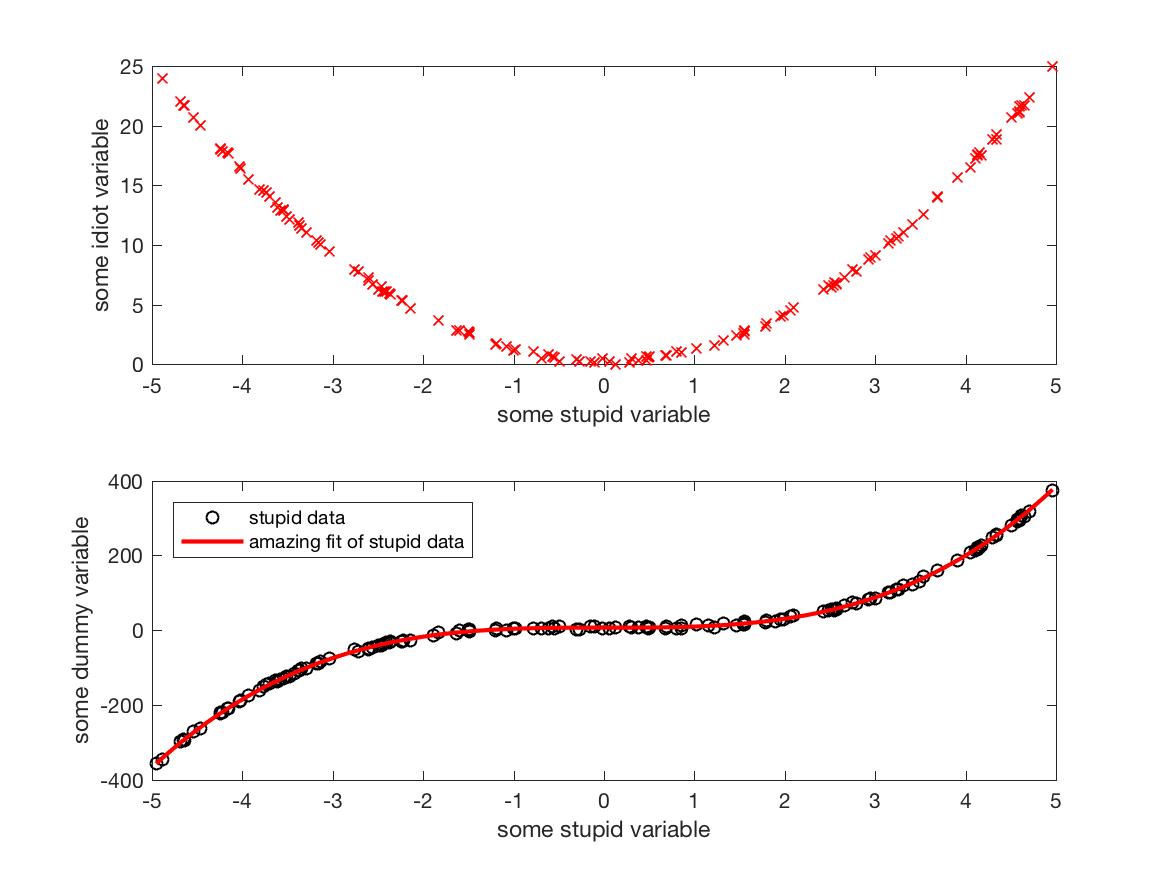 25
20
15
10
5
0
some idiot variable
-5 -4 -3 -2 -1 0 1 2 3 4 5
some stupid variable
400
200
0
-200
-400
some dummy variable
stupid data
amazing fit of stupid data
-5 -4 -3 -2 -1 0 1 2 3 4 5
some stupid variable